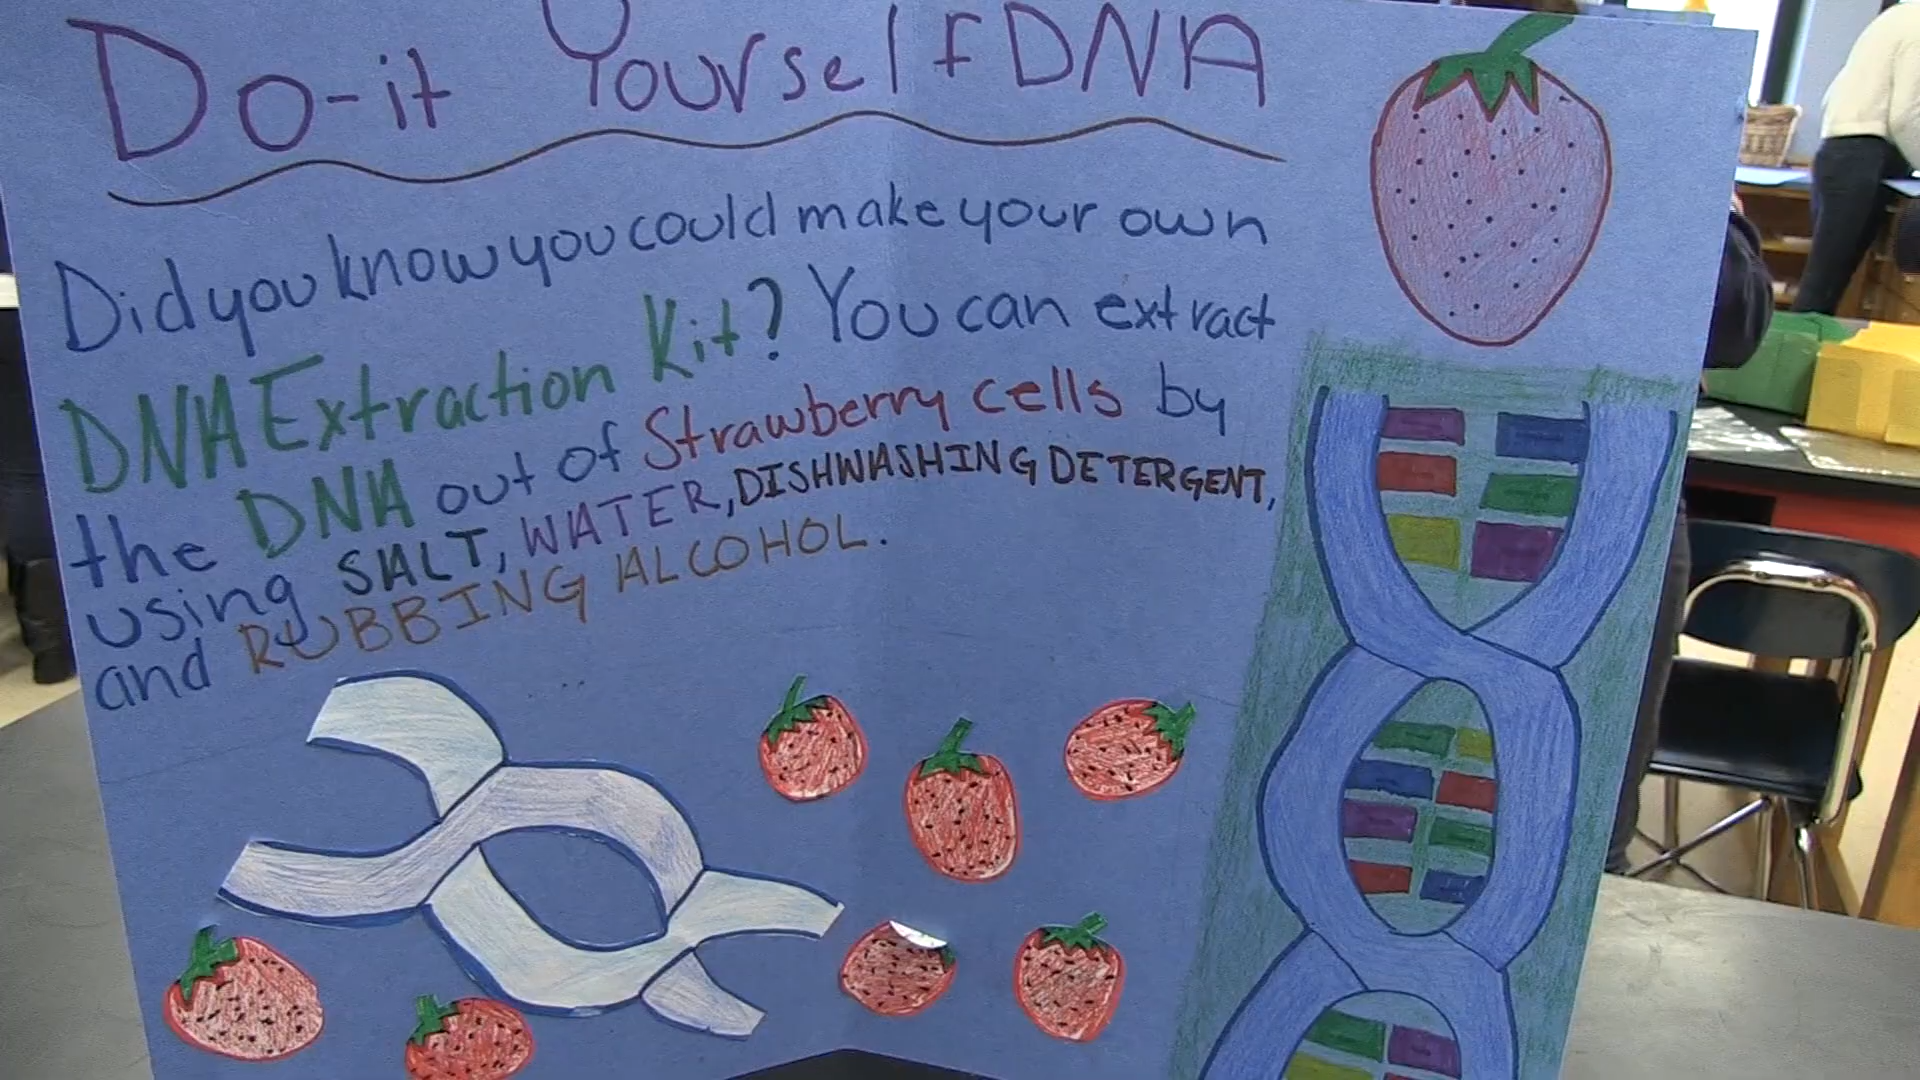 Do-it Yourself DNA
Did you know you could make your own
DNA Extraction Kit? You can extract
the DNA out of Strawberry cells by
using SALT, WATER, DISHWASHING DETERGENT,
and RUBBING ALCOHOL.